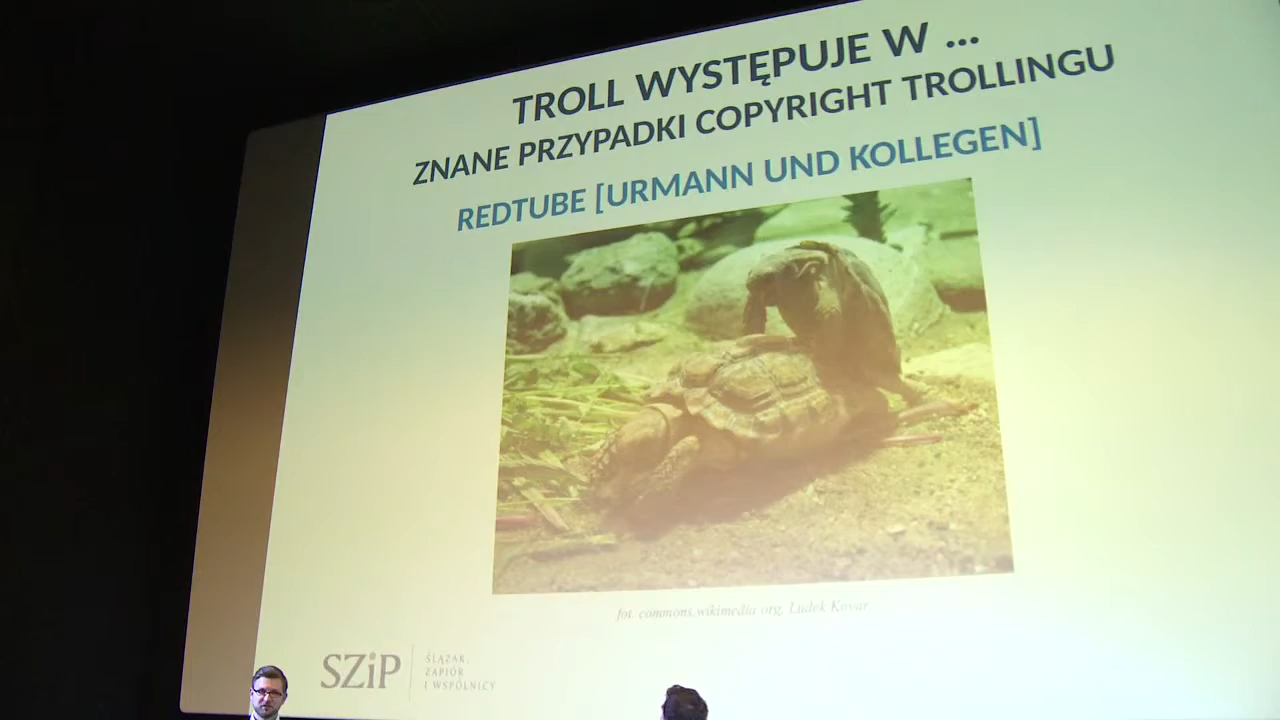 TROLL WYSTĘPUJE W ...
ZNANE PRZYPADKI COPYRIGHT TROLLINGU
REDTUBE [URMANN UND KOLLEGEN]
fot. commons.wikimedia org, Ludek Kovar
SZiP
ŚLĄZAK,
ZAPIÓR
I WSPÓLNICY